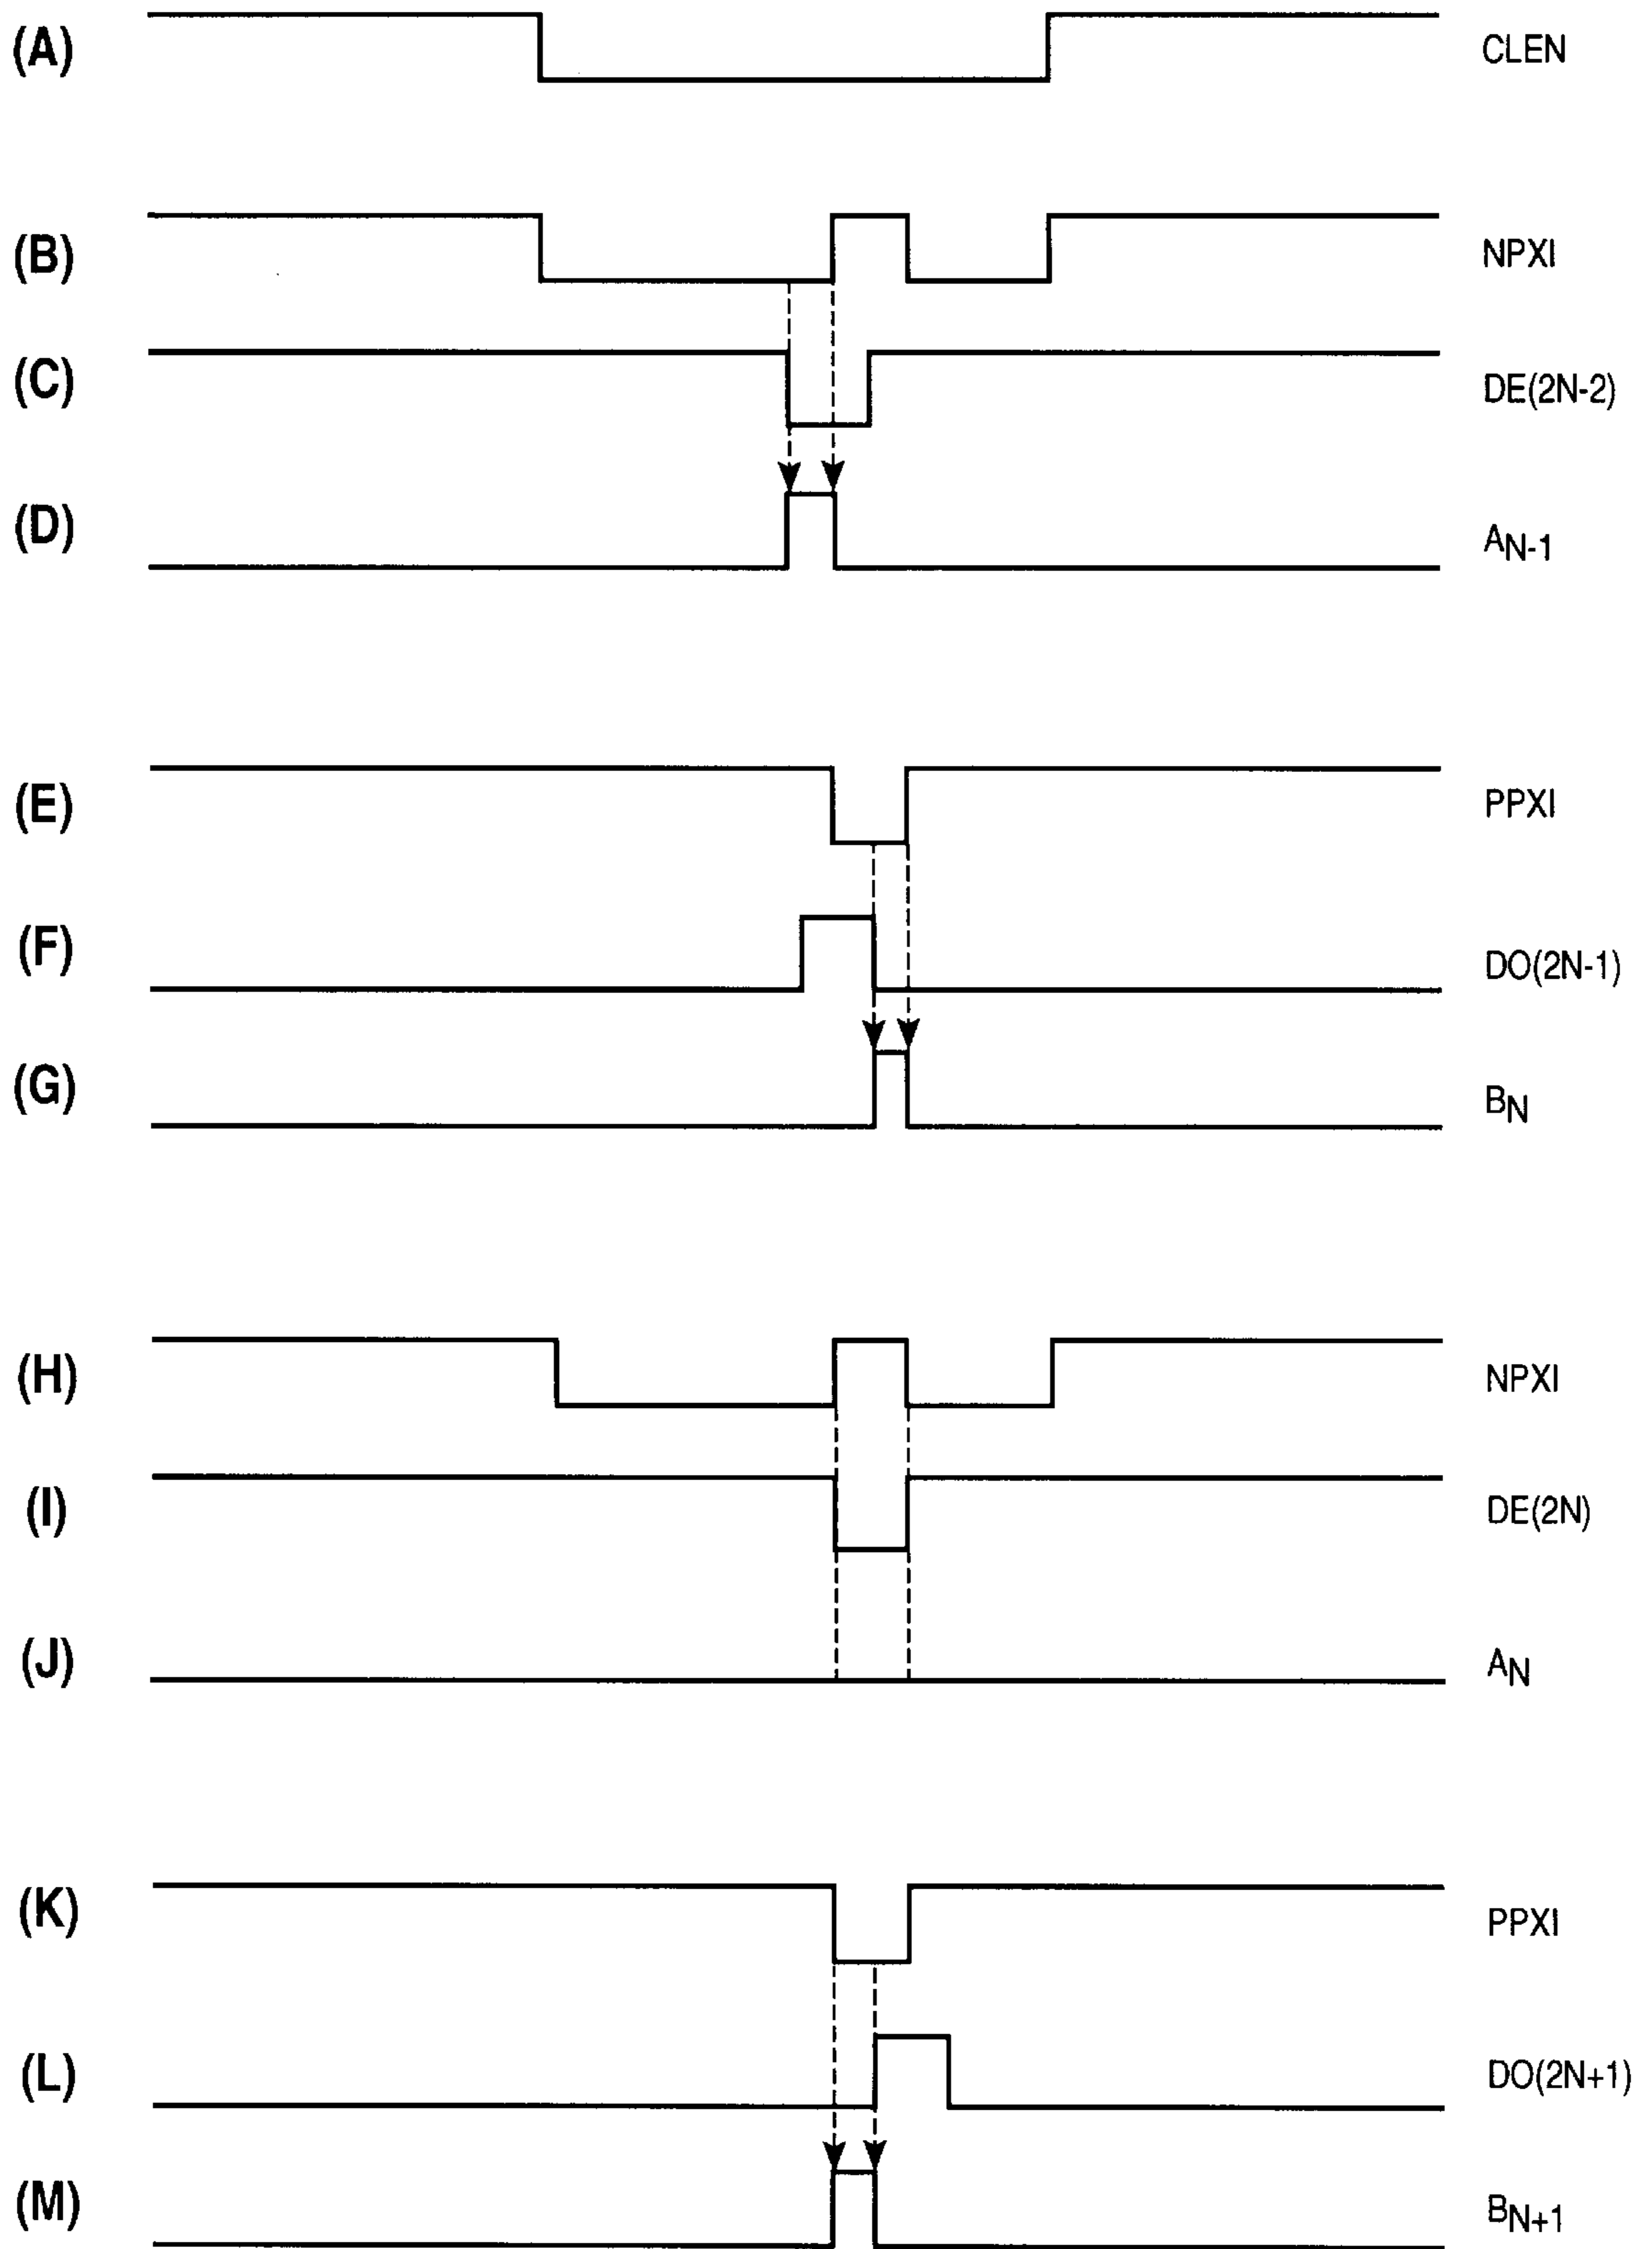 (A) CLEN
(B) NPXI
(C) DE(2N-2)
(D) AN-1
(E) PPXI
(F) DO(2N-1)
(G) BN
(H) NPXI
(I) DE(2N)
(J) AN
(K) PPXI
(L) DO(2N+1)
(M) BN+1